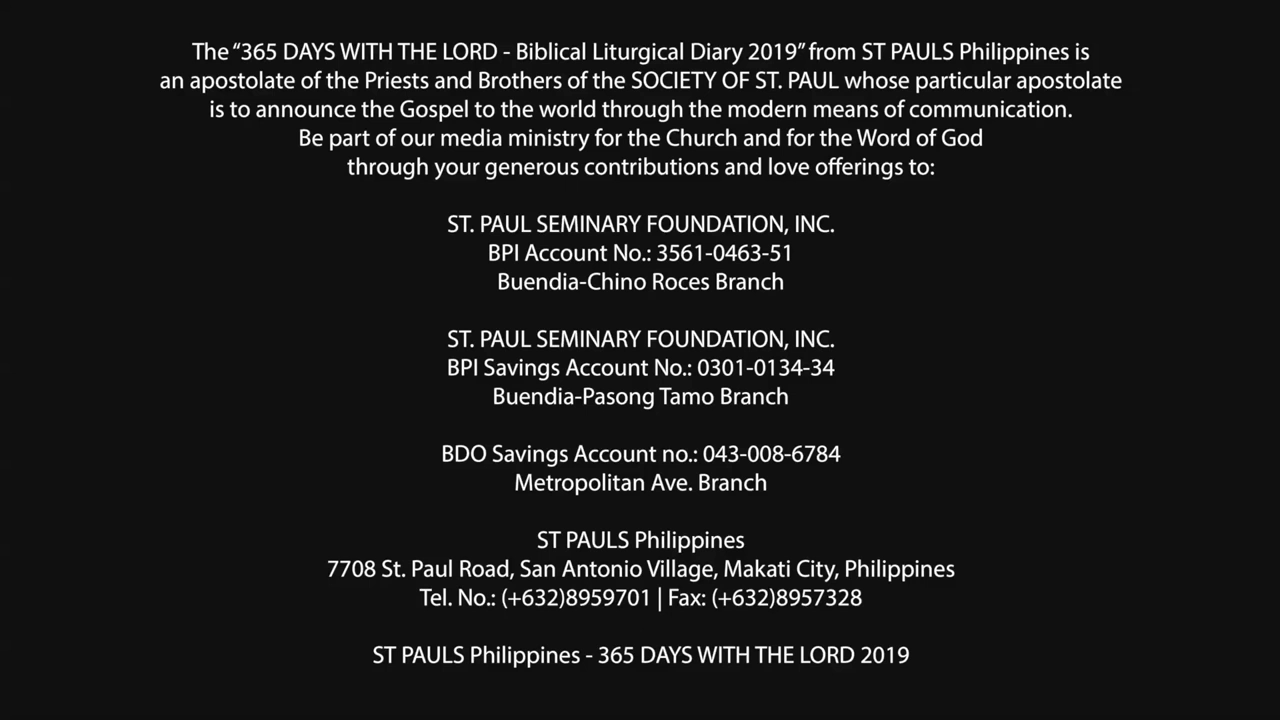 The “365 DAYS WITH THE LORD - Biblical Liturgical Diary 2019” from ST PAULS Philippines is
an apostolate of the Priests and Brothers of the SOCIETY OF ST. PAUL whose particular apostolate
is to announce the Gospel to the world through the modern means of communication.
Be part of our media ministry for the Church and for the Word of God
through your generous contributions and love offerings to:
ST. PAUL SEMINARY FOUNDATION, INC.
BPI Account No.: 3561-0463-51
Buendia-Chino Roces Branch
ST. PAUL SEMINARY FOUNDATION, INC.
BPI Savings Account No.: 0301-0134-34
Buendia-Pasong Tamo Branch
BDO Savings Account no.: 043-008-6784
Metropolitan Ave. Branch
ST PAULS Philippines
7708 St. Paul Road, San Antonio Village, Makati City, Philippines
Tel. No.: (+632)8959701 | Fax: (+632)8957328
ST PAULS Philippines - 365 DAYS WITH THE LORD 2019